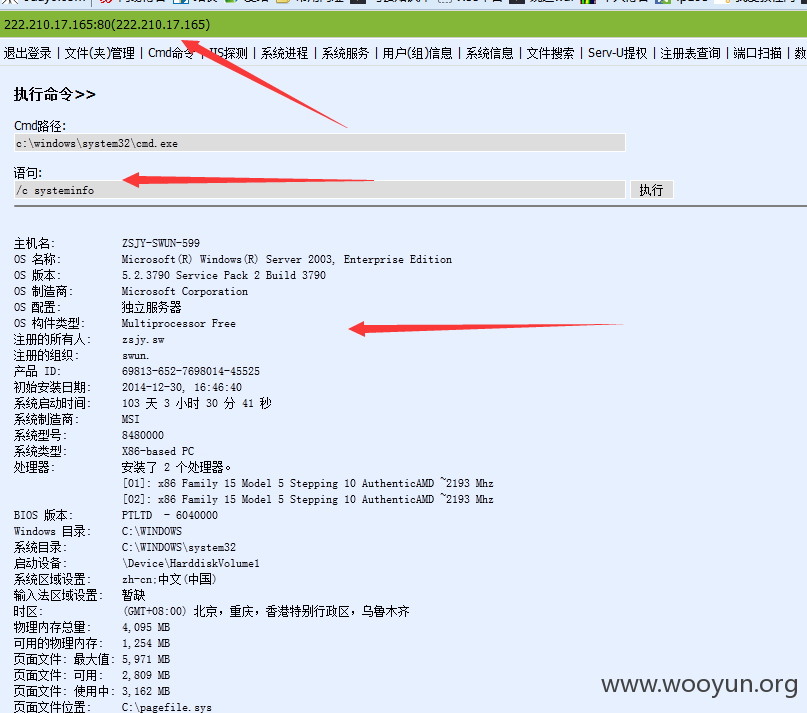 222.210.17.165:80(222.210.17.165)
退出登录 | 文件(夹)管理 | Cmd命令 | IIS探测 | 系统进程 | 系统服务 | 用户(组)信息 | 系统信息 | 文件搜索 | Serv-U提权 | 注册表查询 | 端口扫描 | 数
执行命令>>
Cmd路径:
c:\windows\system32\cmd.exe
语句:
/c systeminfo 执行
主机名: ZSJY-SWUN-599
OS 名称: Microsoft(R) Windows(R) Server 2003, Enterprise Edition
OS 版本: 5.2.3790 Service Pack 2 Build 3790
OS 制造商: Microsoft Corporation
OS 配置: 独立服务器
OS 构件类型: Multiprocessor Free
注册的所有人: zsjy.sw
注册的组织: swun.
产品 ID: 69813-652-7698014-45525
初始安装日期: 2014-12-30, 16:46:40
系统启动时间: 103 天 3 小时 30 分 41 秒
系统制造商: MSI
系统型号: 8480000
系统类型: X86-based PC
处理器: 安装了 2 个处理器。
[01]: x86 Family 15 Model 5 Stepping 10 AuthenticAMD ~2193 Mhz
[02]: x86 Family 15 Model 5 Stepping 10 AuthenticAMD ~2193 Mhz
BIOS 版本: PTLTD - 6040000
Windows 目录: C:\WINDOWS
系统目录: C:\WINDOWS\system32
启动设备: \Device\HarddiskVolume1
系统区域设置: zh-cn;中文(中国)
输入法区域设置: 暂缺
时区: (GMT+08:00) 北京，重庆，香港特别行政区，乌鲁木齐
物理内存总量: 4,095 MB
可用的物理内存: 1,254 MB
页面文件: 最大值: 5,971 MB
页面文件: 可用: 2,809 MB
页面文件: 使用中: 3,162 MB
页面文件位置: C:\pagefile.sys
www.wooyun.org